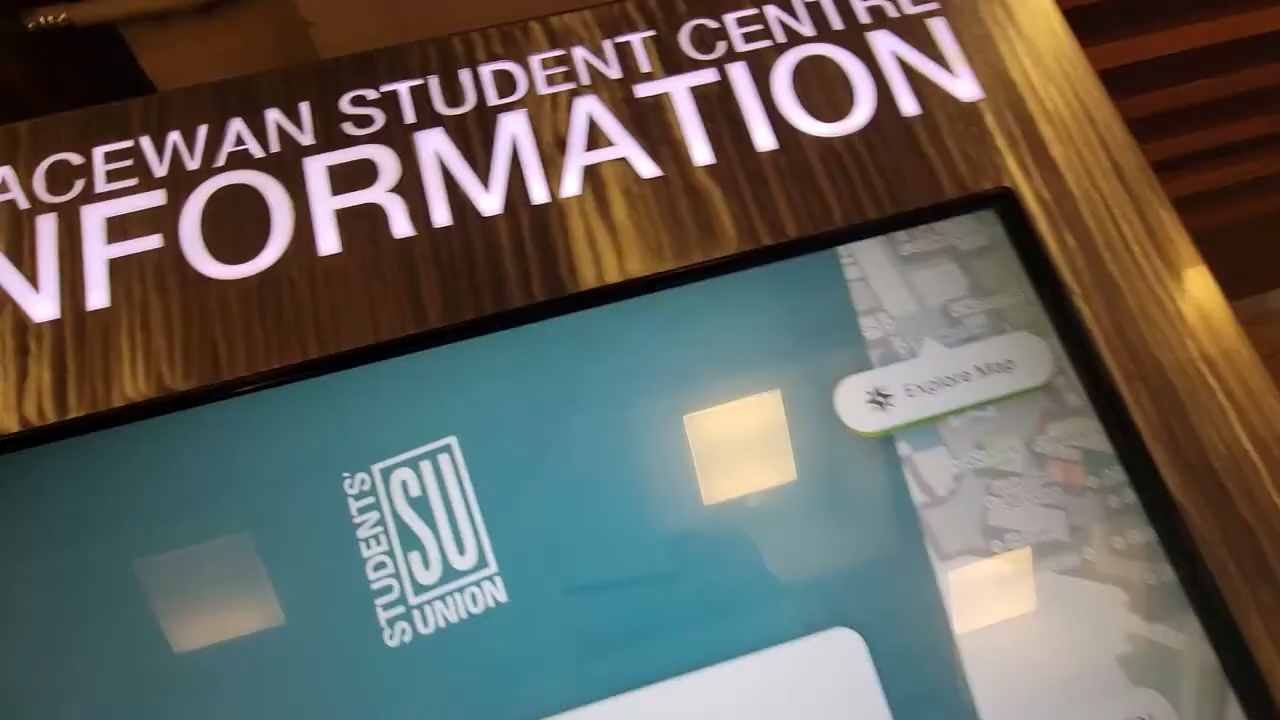 ACEWAN STUDENT CENTRE
NFORMATION
Explore Map
STUDENTS'
SU
UNION